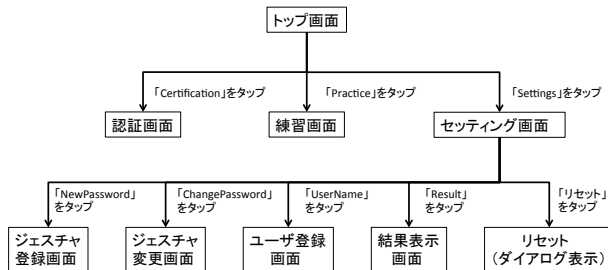 トップ画面
「Certification」をタップ
「Practice」をタップ
「Settings」をタップ
認証画面
練習画面
セッティング画面
「NewPassword」
をタップ
「ChangePassword」
をタップ
「UserName」
をタップ
「Result」
をタップ
「リセット」
をタップ
ジェスチャ
登録画面
ジェスチャ
変更画面
ユーザ登録
画面
結果表示
画面
リセット
（ダイアログ表示）